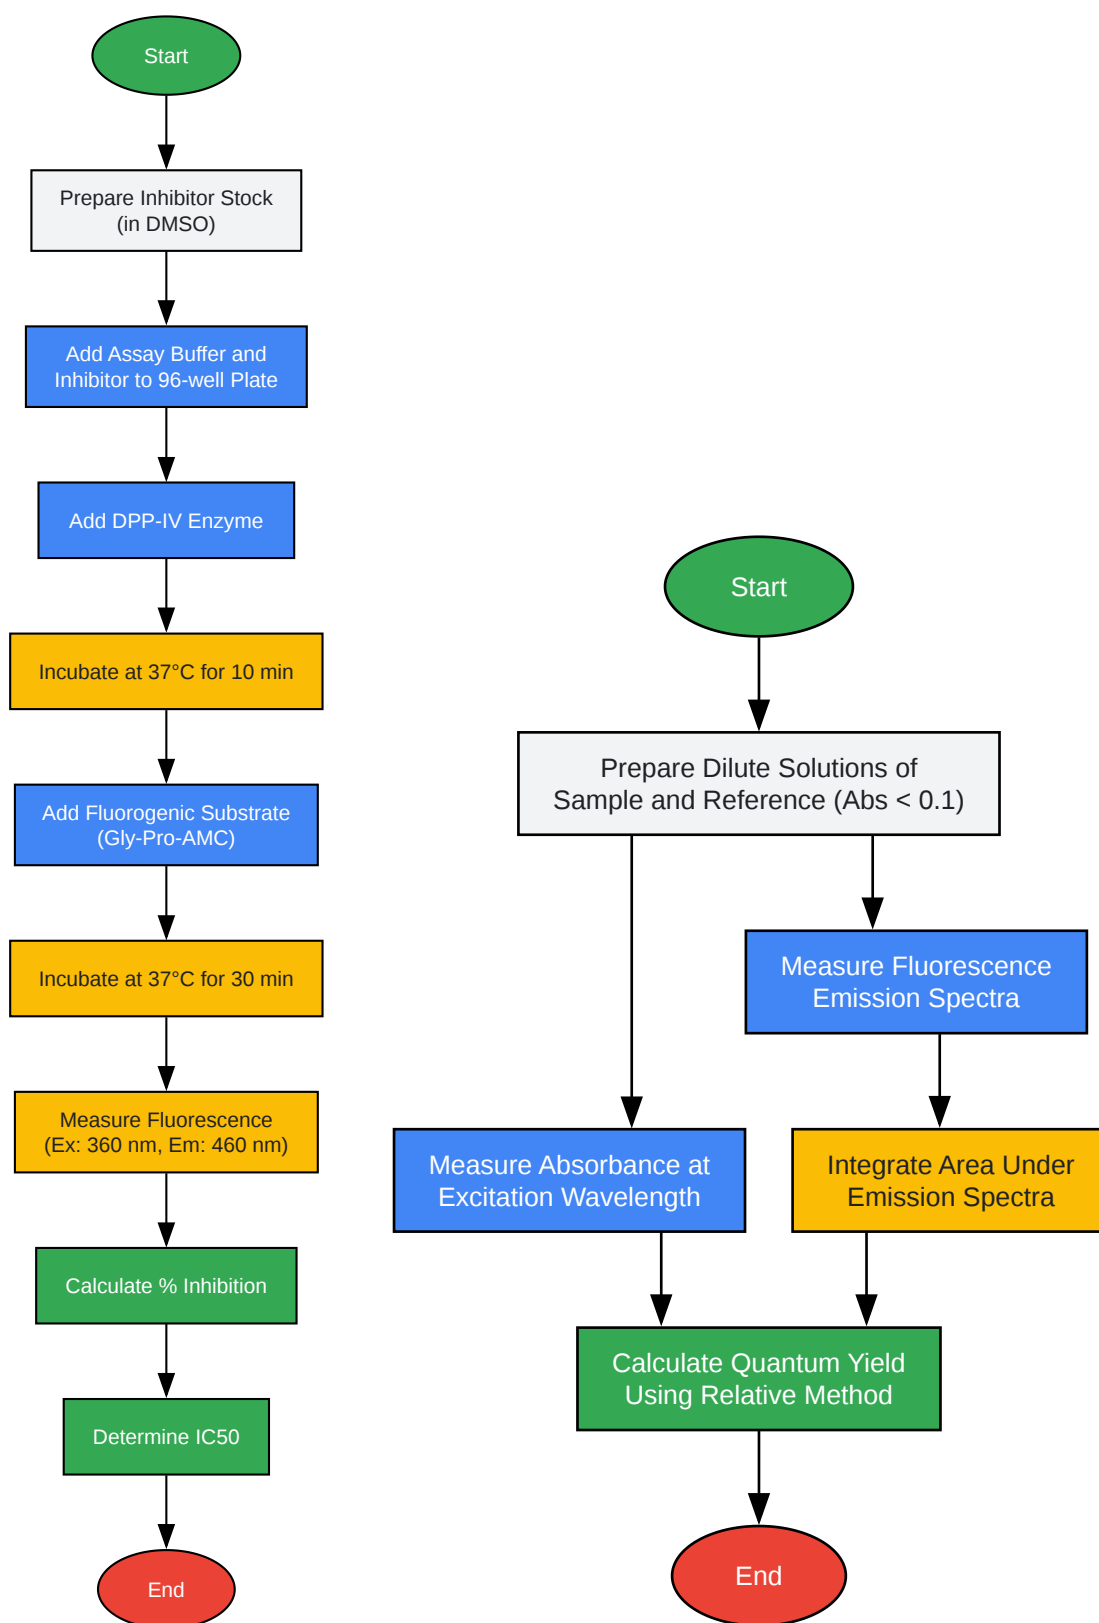 Start
Prepare Inhibitor Stock
(in DMSO)
Add Assay Buffer and
Inhibitor to 96-well Plate
Add DPP-IV Enzyme
Incubate at 37°C for 10 min
Add Fluorogenic Substrate
(Gly-Pro-AMC)
Incubate at 37°C for 30 min
Measure Fluorescence
(Ex: 360 nm, Em: 460 nm)
Calculate % Inhibition
Determine IC50
End
Start
Prepare Dilute Solutions of
Sample and Reference (Abs < 0.1)
Measure Fluorescence
Emission Spectra
Measure Absorbance at
Excitation Wavelength
Integrate Area Under
Emission Spectra
Calculate Quantum Yield
Using Relative Method
End